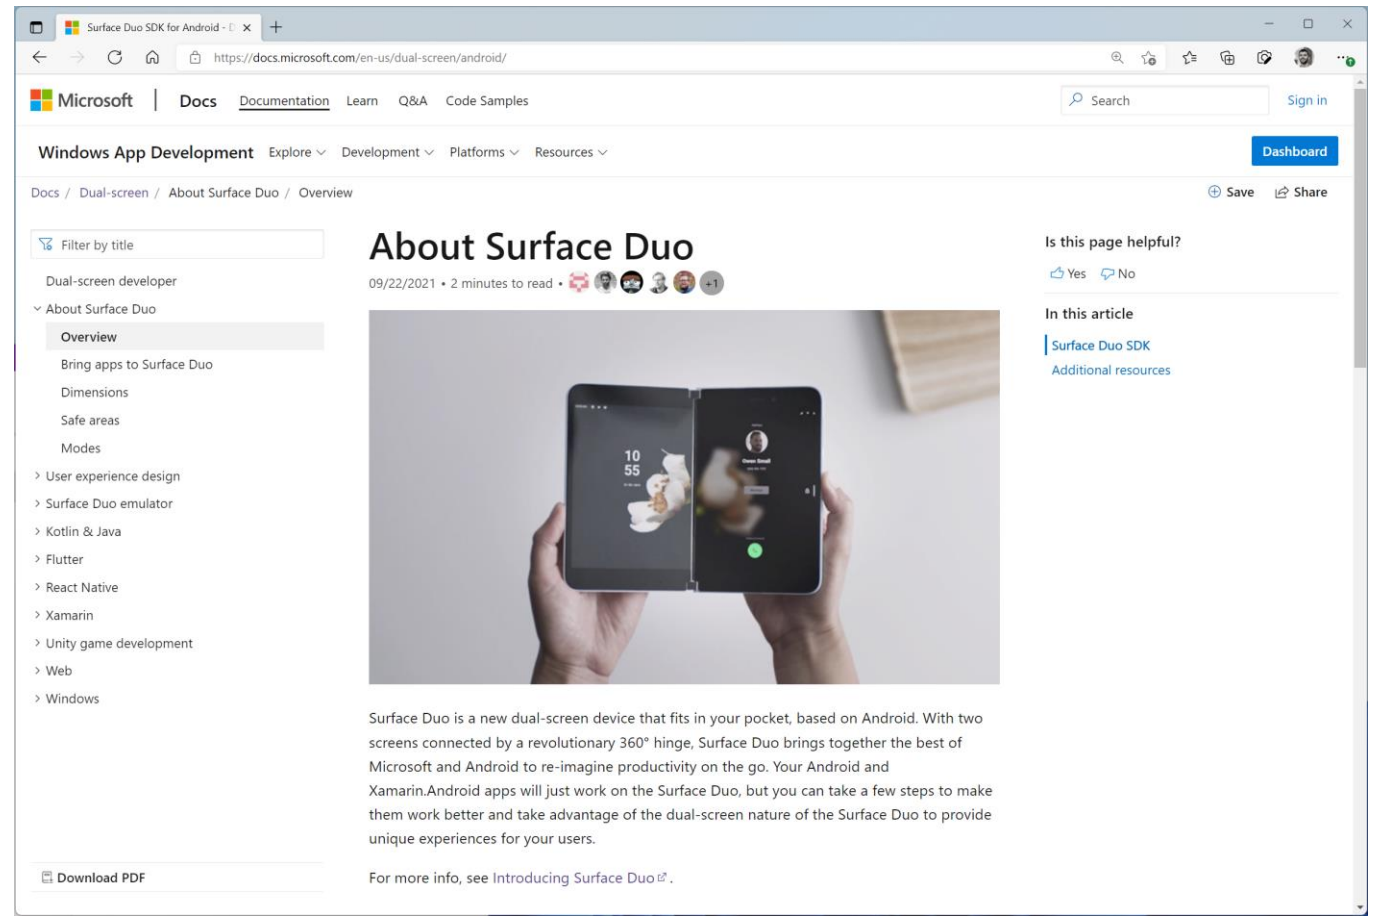 Surface Duo SDK for Android - D
https://docs.microsoft.com/en-us/dual-screen/android/
Microsoft Docs Documentation Learn Q&A Code Samples Search Sign in
Windows App Development Explore Development Platforms Resources Dashboard
Docs / Dual-screen / About Surface Duo / Overview Save Share
Filter by title
Dual-screen developer
About Surface Duo
Overview
Bring apps to Surface Duo
Dimensions
Safe areas
Modes
User experience design
Surface Duo emulator
Kotlin & Java
Flutter
React Native
Xamarin
Unity game development
Web
Windows
Download PDF
About Surface Duo
09/22/2021 • 2 minutes to read • +1
10
55
Owen Small
Surface Duo is a new dual-screen device that fits in your pocket, based on Android. With two
screens connected by a revolutionary 360° hinge, Surface Duo brings together the best of
Microsoft and Android to re-imagine productivity on the go. Your Android and
Xamarin.Android apps will just work on the Surface Duo, but you can take a few steps to make
them work better and take advantage of the dual-screen nature of the Surface Duo to provide
unique experiences for your users.
For more info, see Introducing Surface Duo.
Is this page helpful?
Yes No
In this article
Surface Duo SDK
Additional resources